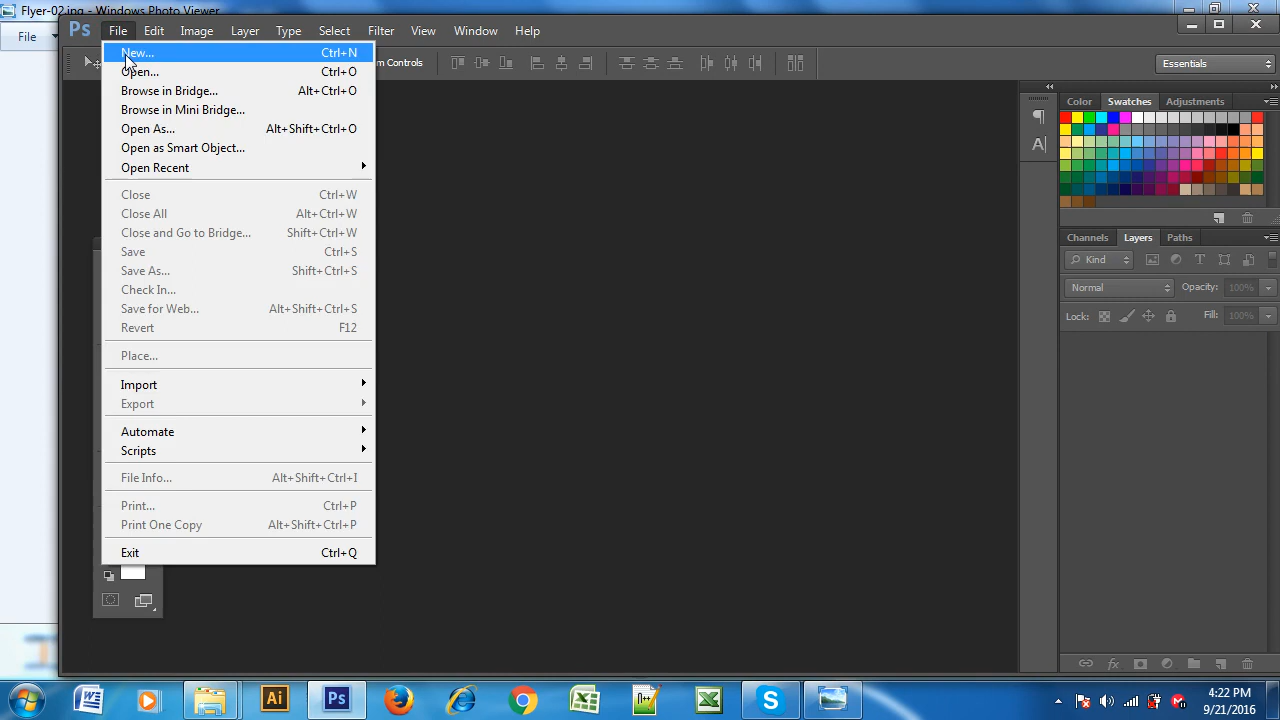 Flyer-02.jpg - Windows Photo Viewer
File
Ps File Edit Image Layer Type Select Filter View Window Help
New... Ctrl+N
Open... Ctrl+O
Browse in Bridge... Alt+Ctrl+O
Browse in Mini Bridge...
Open As... Alt+Shift+Ctrl+O
Open as Smart Object...
Open Recent
Close Ctrl+W
Close All Alt+Ctrl+W
Close and Go to Bridge... Shift+Ctrl+W
Save Ctrl+S
Save As... Shift+Ctrl+S
Check In...
Save for Web... Alt+Shift+Ctrl+S
Revert F12
Place...
Import
Export
Automate
Scripts
File Info... Alt+Shift+Ctrl+I
Print... Ctrl+P
Print One Copy Alt+Shift+Ctrl+P
Exit Ctrl+Q
m Controls
Essentials
Color Swatches Adjustments
Channels Layers Paths
Kind
Normal Opacity: 100%
Lock: Fill: 100%
Ai Ps
4:22 PM
9/21/2016